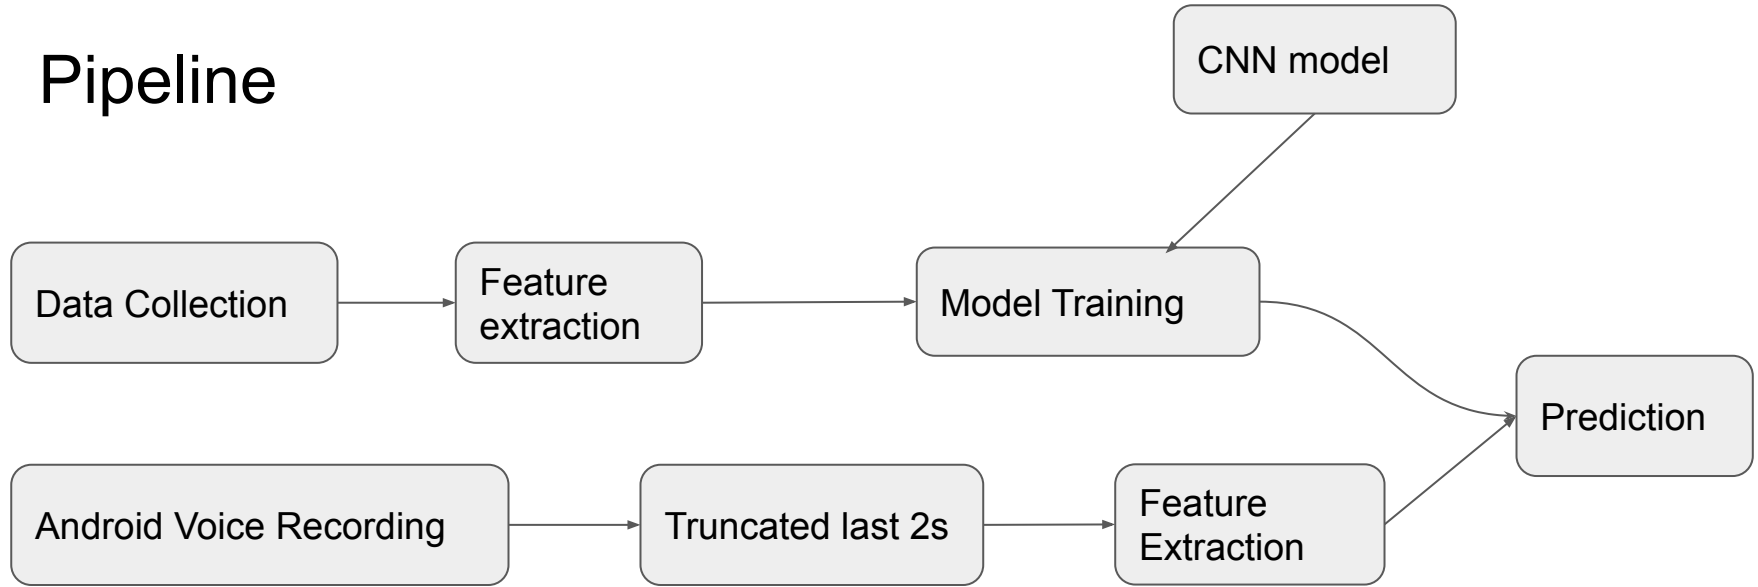 Pipeline
CNN model
Data Collection
Feature
extraction
Model Training
Prediction
Android Voice Recording
Truncated last 2s
Feature
Extraction